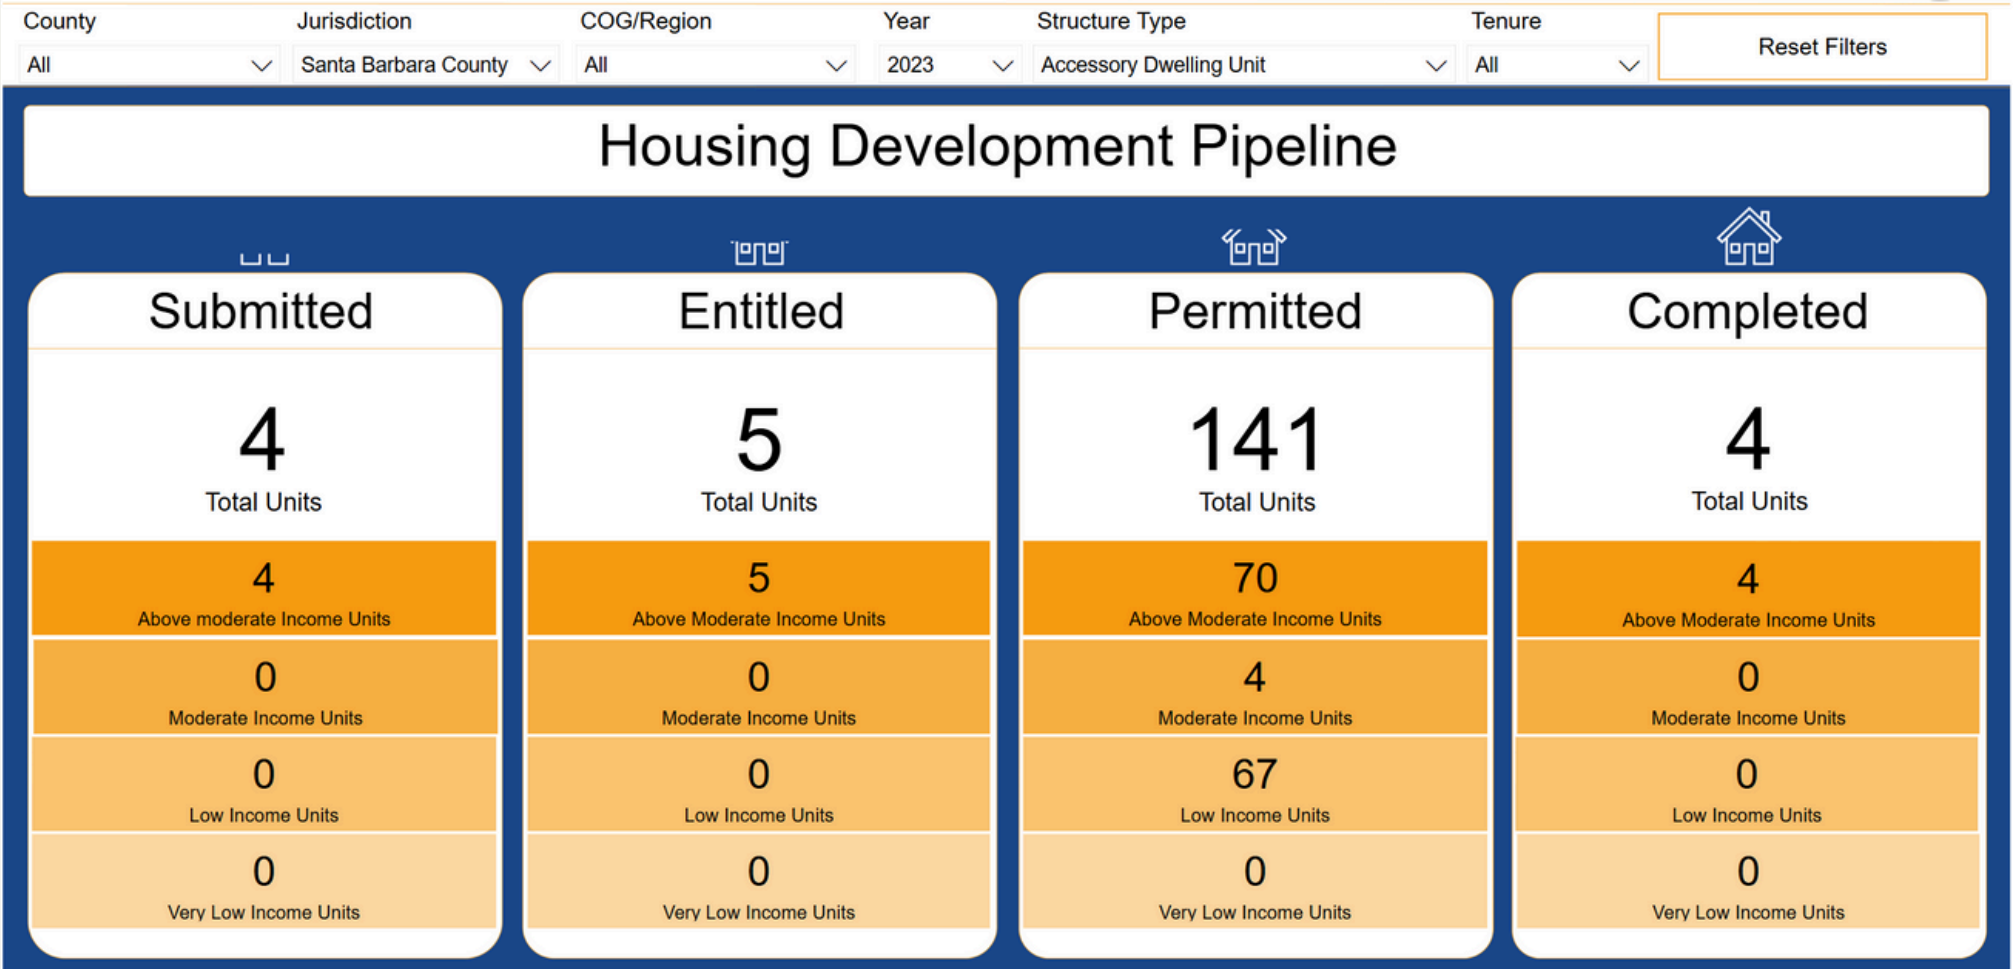 County Jurisdiction COG/Region Year Structure Type Tenure
All Santa Barbara County All 2023 Accessory Dwelling Unit All Reset Filters
Housing Development Pipeline
Submitted
4
Total Units
4
Above moderate Income Units
0
Moderate Income Units
0
Low Income Units
0
Very Low Income Units
Entitled
5
Total Units
5
Above Moderate Income Units
0
Moderate Income Units
0
Low Income Units
0
Very Low Income Units
Permitted
141
Total Units
70
Above Moderate Income Units
4
Moderate Income Units
67
Low Income Units
0
Very Low Income Units
Completed
4
Total Units
4
Above Moderate Income Units
0
Moderate Income Units
0
Low Income Units
0
Very Low Income Units